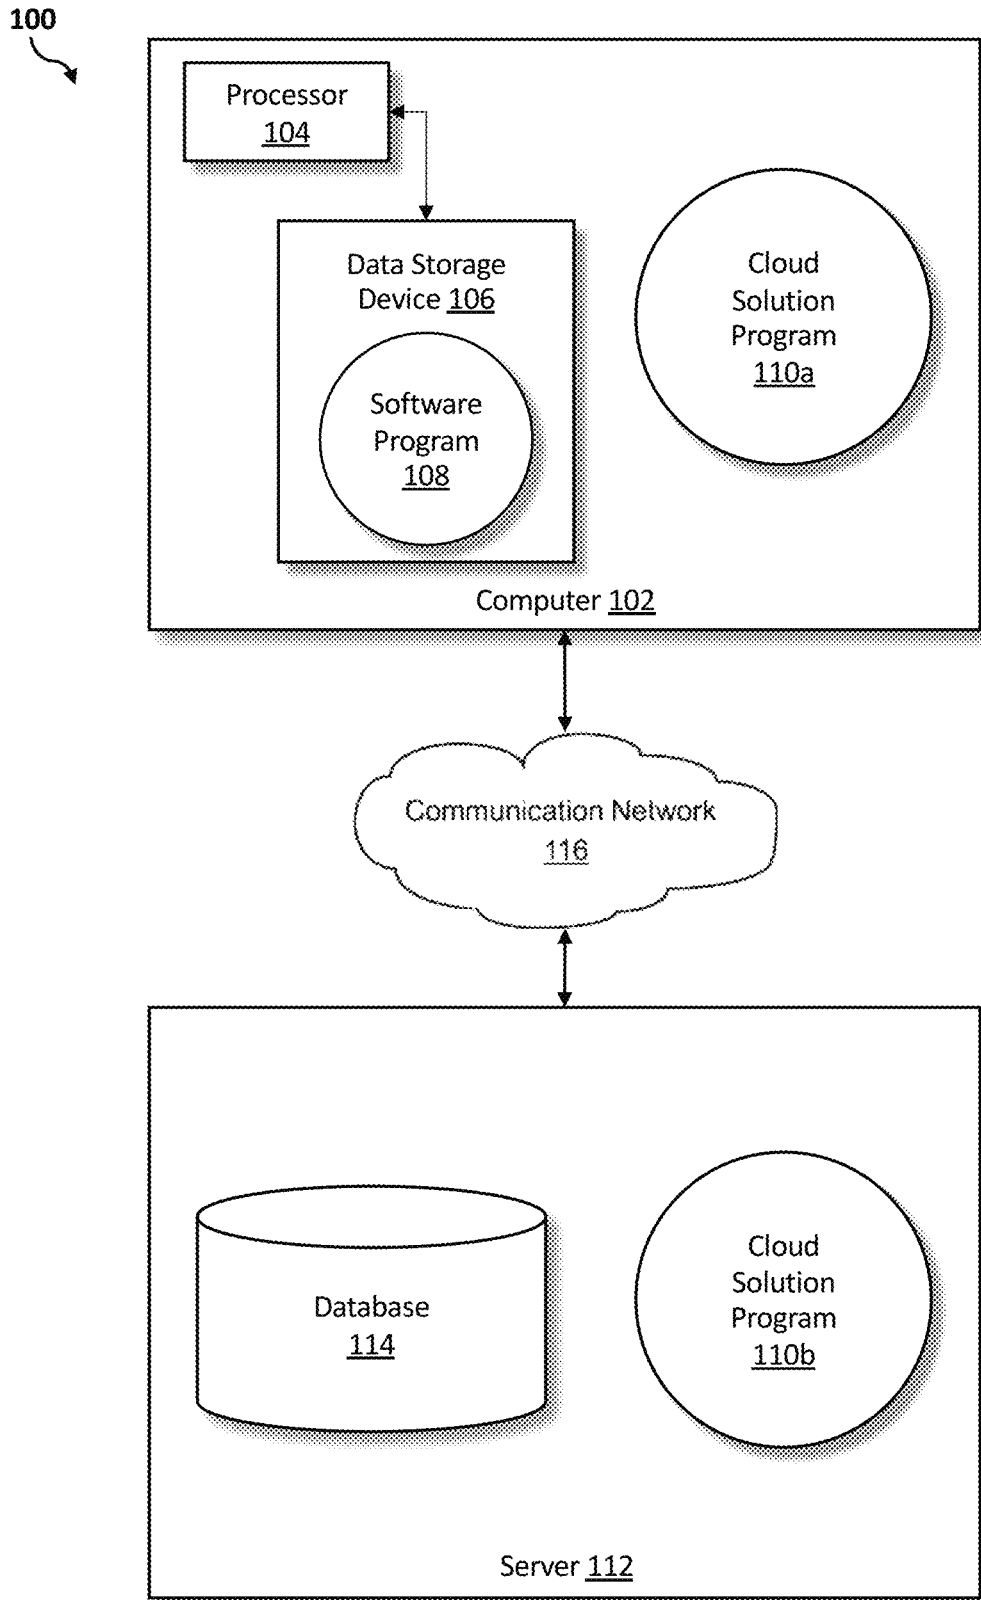 100
Processor
104
Data Storage
Device 106
Software
Program
108
Cloud
Solution
Program
110a
Computer 102
Communication Network
116
Database
114
Cloud
Solution
Program
110b
Server 112